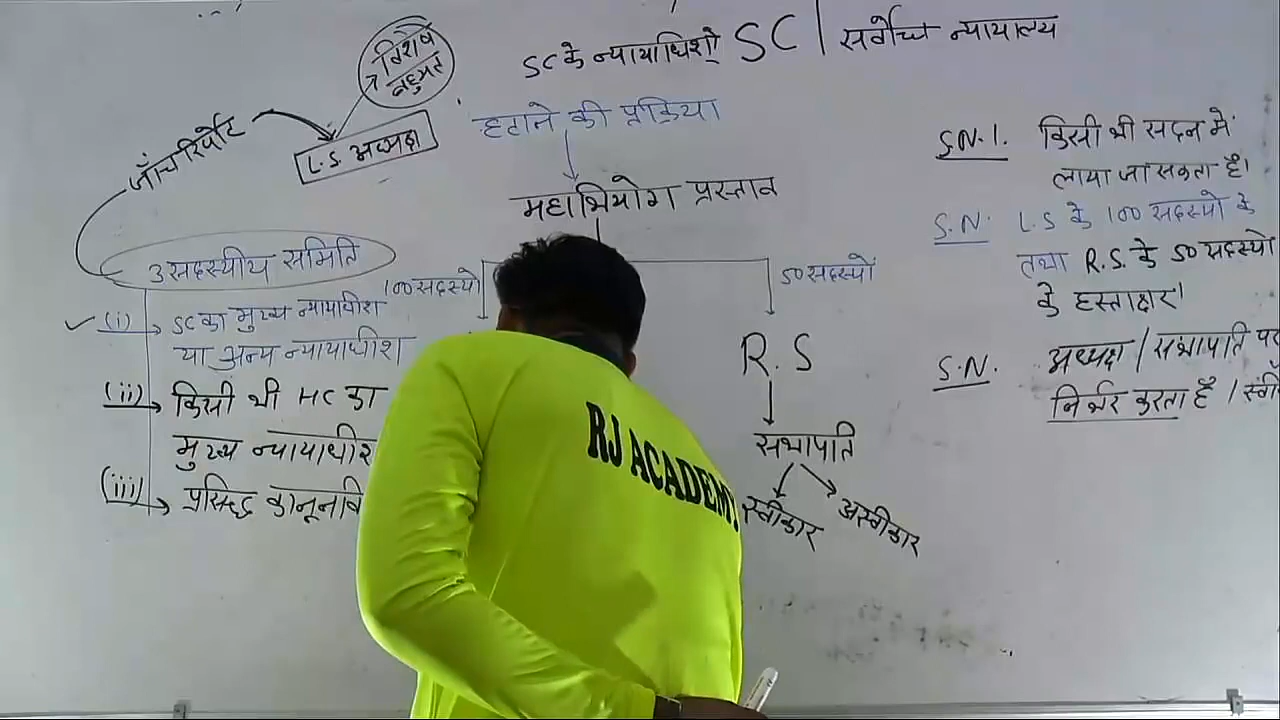 SC के न्यायाधिशो SC | सर्वोच्च न्यायाल्य
हटाने की प्रक्रिया
महाभियोग प्रस्ताव
विशेष
बहुमत
L.S. अध्यक्ष
जाँच रिर्पोट
3 सदस्यीय समिति
(i) SC का मुख्य न्यायाधीश
या अन्य न्यायाधीश
(ii) किसी भी HC का
मुख्य न्यायाधीश
(iii) प्रसिद्ध कानूनवि
100 सदस्यो
50 सदस्यों
R.S
सभापति
स्वीकार
अस्वीकार
S.N.1. किसी भी सदन में
लाया जा सकता है।
S.N. L.S के 100 सदस्यो के
तथा R.S. के 50 सदस्यो
के हस्ताक्षर।
S.N. अध्यक्ष / सभापति पर
निर्भर करता है / स्वी
RJ ACADEMY